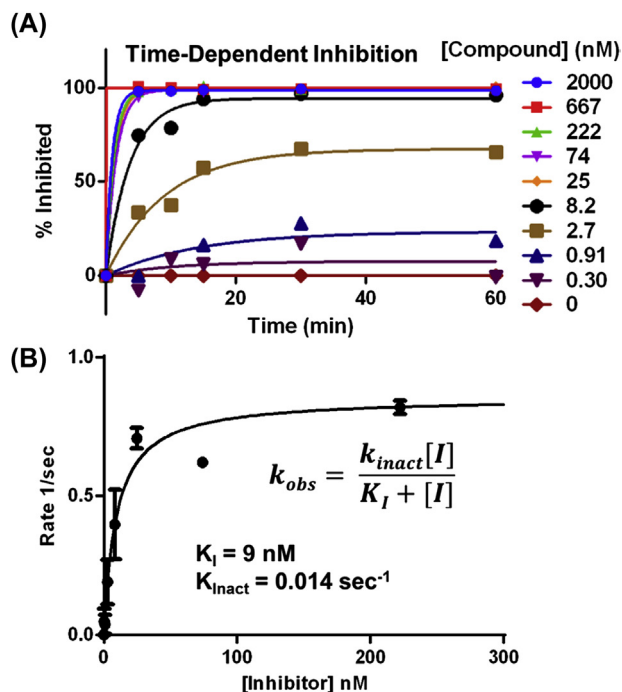 (A)
Time-Dependent Inhibition
[Compound] (nM)
% Inhibited
100
50
0
20
40
60
Time (min)
2000
667
222
74
25
8.2
2.7
0.91
0.30
0
(B)
Rate 1/sec
1.0
0.5
0.0
k_obs = k_inact[I] / K_I + [I]
K_I = 9 nM
K_Inact = 0.014 sec⁻¹
0
100
200
300
[Inhibitor] nM